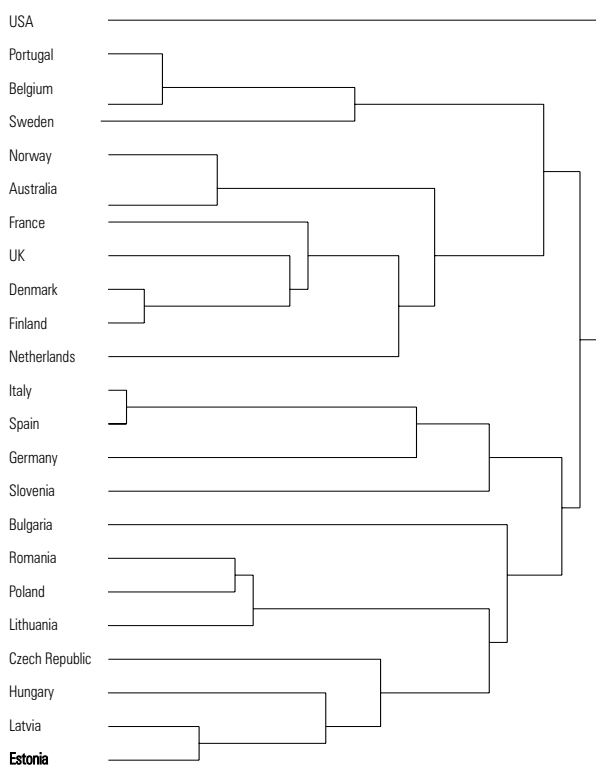 USA
Portugal
Belgium
Sweden
Norway
Australia
France
UK
Denmark
Finland
Netherlands
Italy
Spain
Germany
Slovenia
Bulgaria
Romania
Poland
Lithuania
Czech Republic
Hungary
Latvia
Estonia